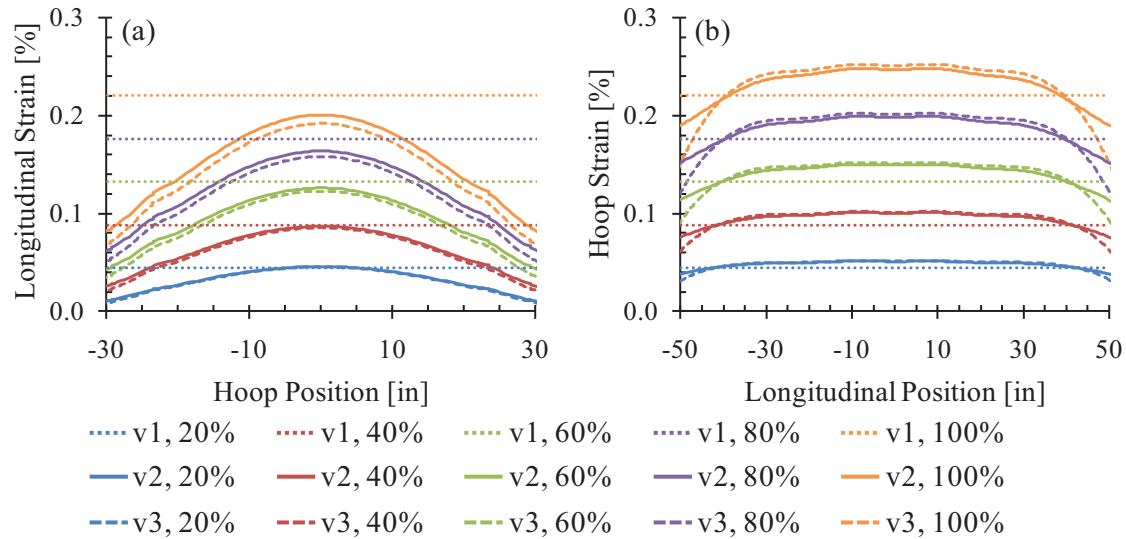 (a)
Longitudinal Strain [%]
0.3
0.2
0.1
0.0
-30 -10 10 30
Hoop Position [in]
(b)
Hoop Strain [%]
0.3
0.2
0.1
0.0
-50 -30 -10 10 30 50
Longitudinal Position [in]
v1, 20% v1, 40% v1, 60% v1, 80% v1, 100%
v2, 20% v2, 40% v2, 60% v2, 80% v2, 100%
v3, 20% v3, 40% v3, 60% v3, 80% v3, 100%